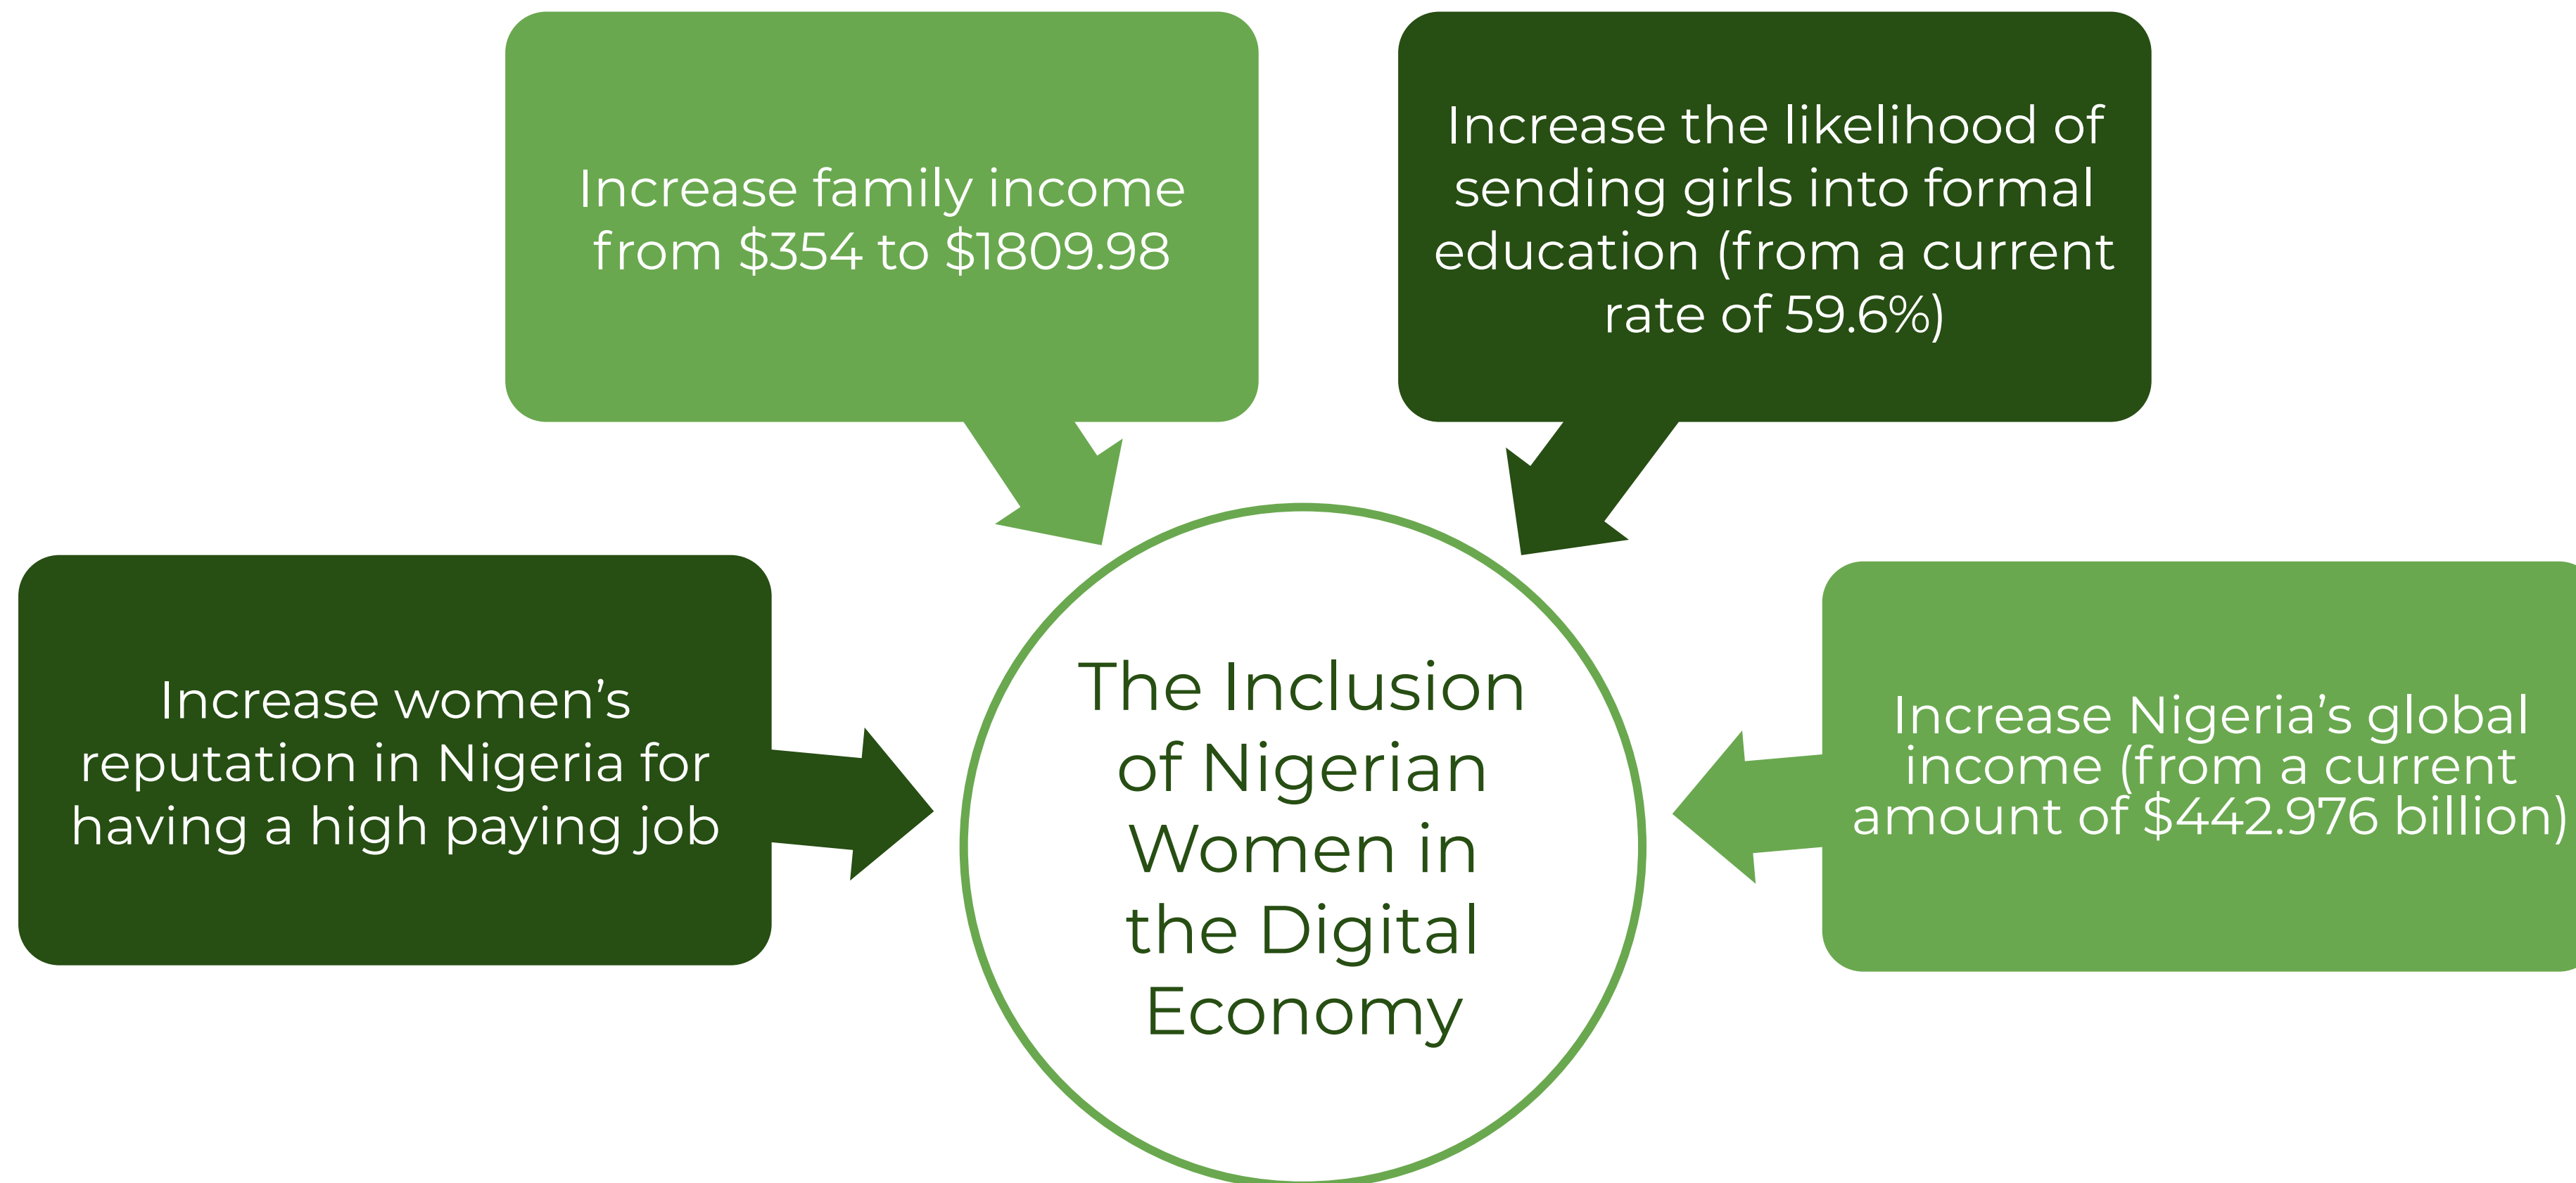 Increase family income
from $354 to $1809.98
Increase the likelihood of
sending girls into formal
education (from a current
rate of 59.6%)
Increase women’s
reputation in Nigeria for
having a high paying job
The Inclusion
of Nigerian
Women in
the Digital
Economy
Increase Nigeria’s global
income (from a current
amount of $442.976 billion)